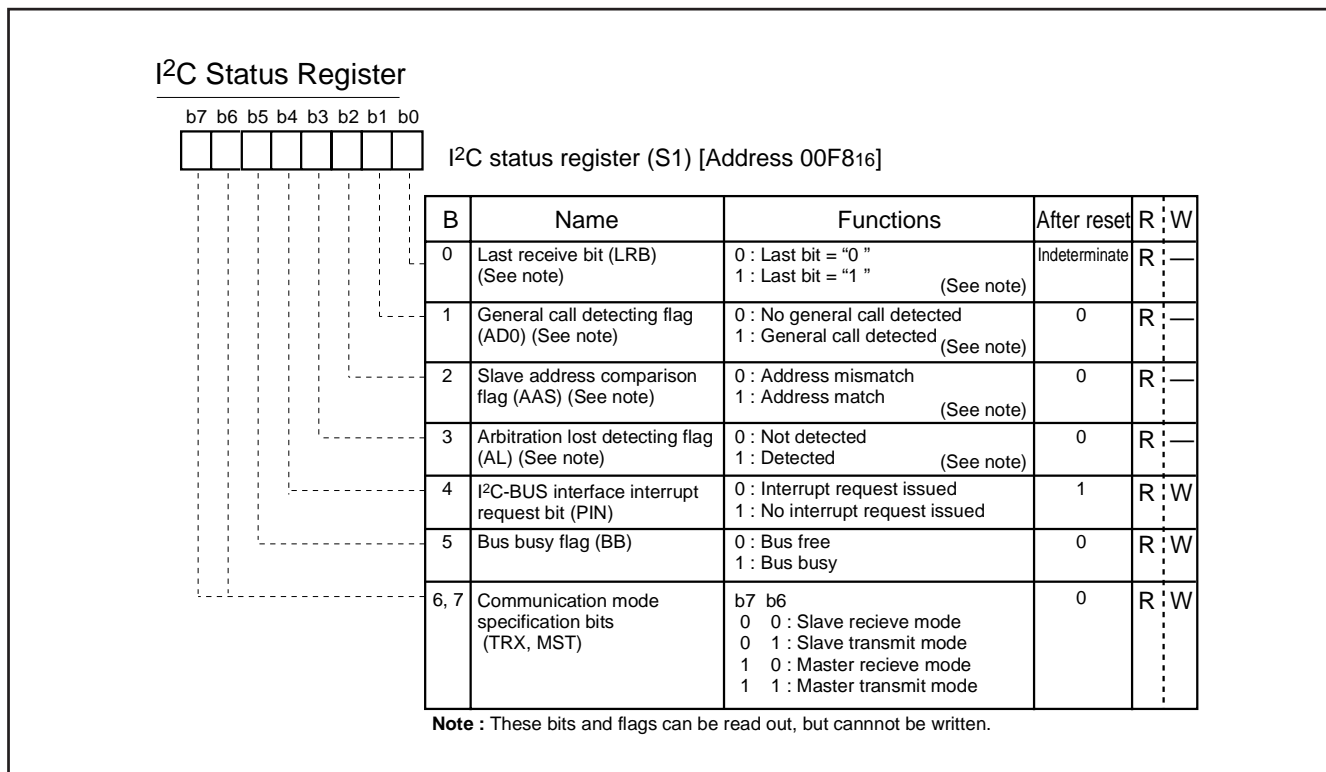 I2C Status Register
b7 b6 b5 b4 b3 b2 b1 b0
I2C status register (S1) [Address 00F816]
B Name Functions After reset R W
0 Last receive bit (LRB) 0 : Last bit = “0 ” Indeterminate R —
(See note) 1 : Last bit = “1 ” (See note)
1 General call detecting flag 0 : No general call detected 0 R —
(AD0) (See note) 1 : General call detected (See note)
2 Slave address comparison 0 : Address mismatch 0 R —
flag (AAS) (See note) 1 : Address match (See note)
3 Arbitration lost detecting flag 0 : Not detected 0 R —
(AL) (See note) 1 : Detected (See note)
4 I2C-BUS interface interrupt 0 : Interrupt request issued 1 R W
request bit (PIN) 1 : No interrupt request issued
5 Bus busy flag (BB) 0 : Bus free 0 R W
1 : Bus busy
6, 7 Communication mode b7 b6 0 R W
specification bits 0 0 : Slave recieve mode
(TRX, MST) 0 1 : Slave transmit mode
1 0 : Master recieve mode
1 1 : Master transmit mode
Note : These bits and flags can be read out, but cannnot be written.